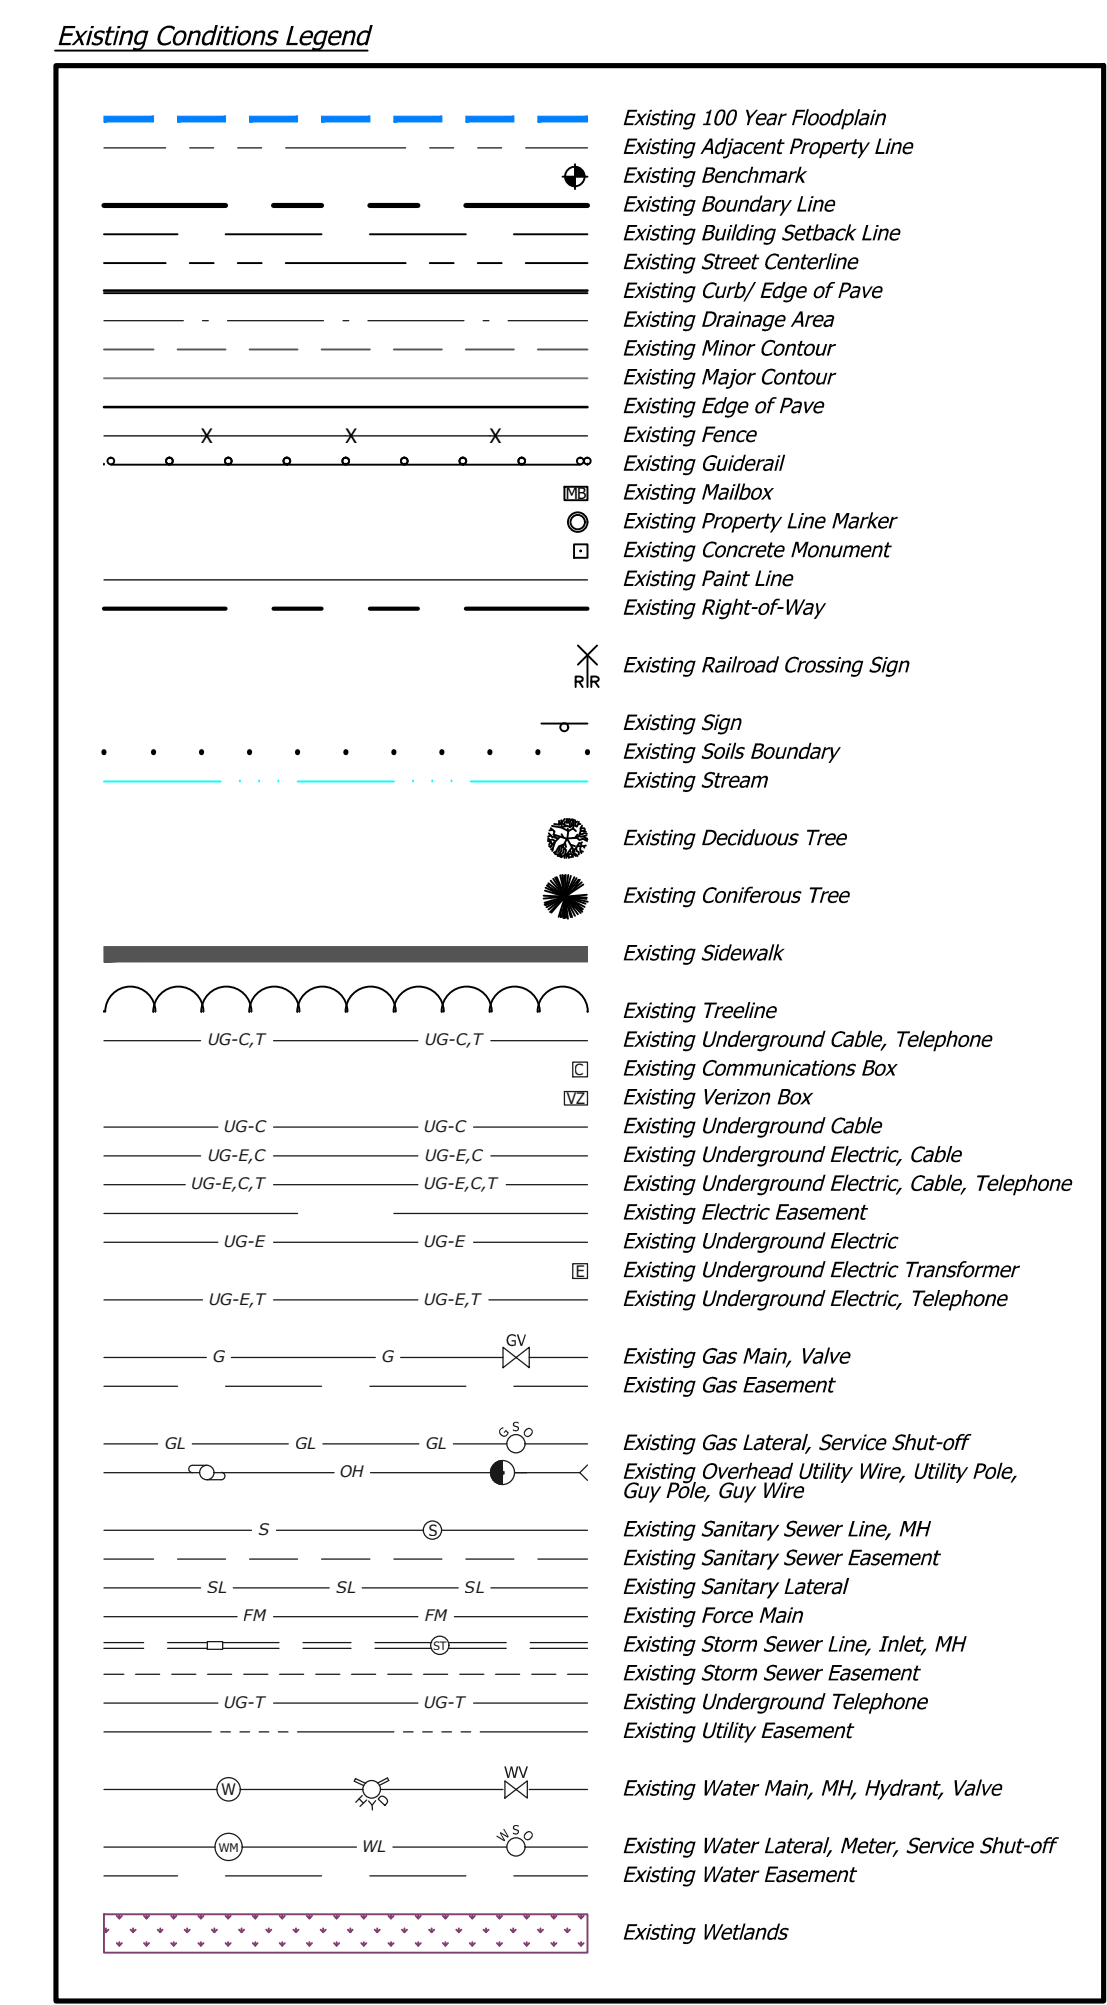 Existing Conditions Legend
Existing 100 Year Floodplain
Existing Adjacent Property Line
Existing Benchmark
Existing Boundary Line
Existing Building Setback Line
Existing Street Centerline
Existing Curb/ Edge of Pave
Existing Drainage Area
Existing Minor Contour
Existing Major Contour
Existing Edge of Pave
X X X Existing Fence
Existing Guiderail
MB Existing Mailbox
Existing Property Line Marker
Existing Concrete Monument
Existing Paint Line
Existing Right-of-Way
R R Existing Railroad Crossing Sign
Existing Sign
Existing Soils Boundary
Existing Stream
Existing Deciduous Tree
Existing Coniferous Tree
Existing Sidewalk
Existing Treeline
UG-C,T UG-C,T Existing Underground Cable, Telephone
C Existing Communications Box
VZ Existing Verizon Box
UG-C UG-C Existing Underground Cable
UG-E,C UG-E,C Existing Underground Electric, Cable
UG-E,C,T UG-E,C,T Existing Underground Electric, Cable, Telephone
Existing Electric Easement
UG-E UG-E Existing Underground Electric
E Existing Underground Electric Transformer
UG-E,T UG-E,T Existing Underground Electric, Telephone
G G GV Existing Gas Main, Valve
Existing Gas Easement
GL GL GL GSO Existing Gas Lateral, Service Shut-off
OH Existing Overhead Utility Wire, Utility Pole,
Guy Pole, Guy Wire
S S Existing Sanitary Sewer Line, MH
Existing Sanitary Sewer Easement
SL SL SL Existing Sanitary Lateral
FM FM Existing Force Main
ST Existing Storm Sewer Line, Inlet, MH
Existing Storm Sewer Easement
UG-T UG-T Existing Underground Telephone
Existing Utility Easement
W HYD WV Existing Water Main, MH, Hydrant, Valve
WM WL WSO Existing Water Lateral, Meter, Service Shut-off
Existing Water Easement
Existing Wetlands